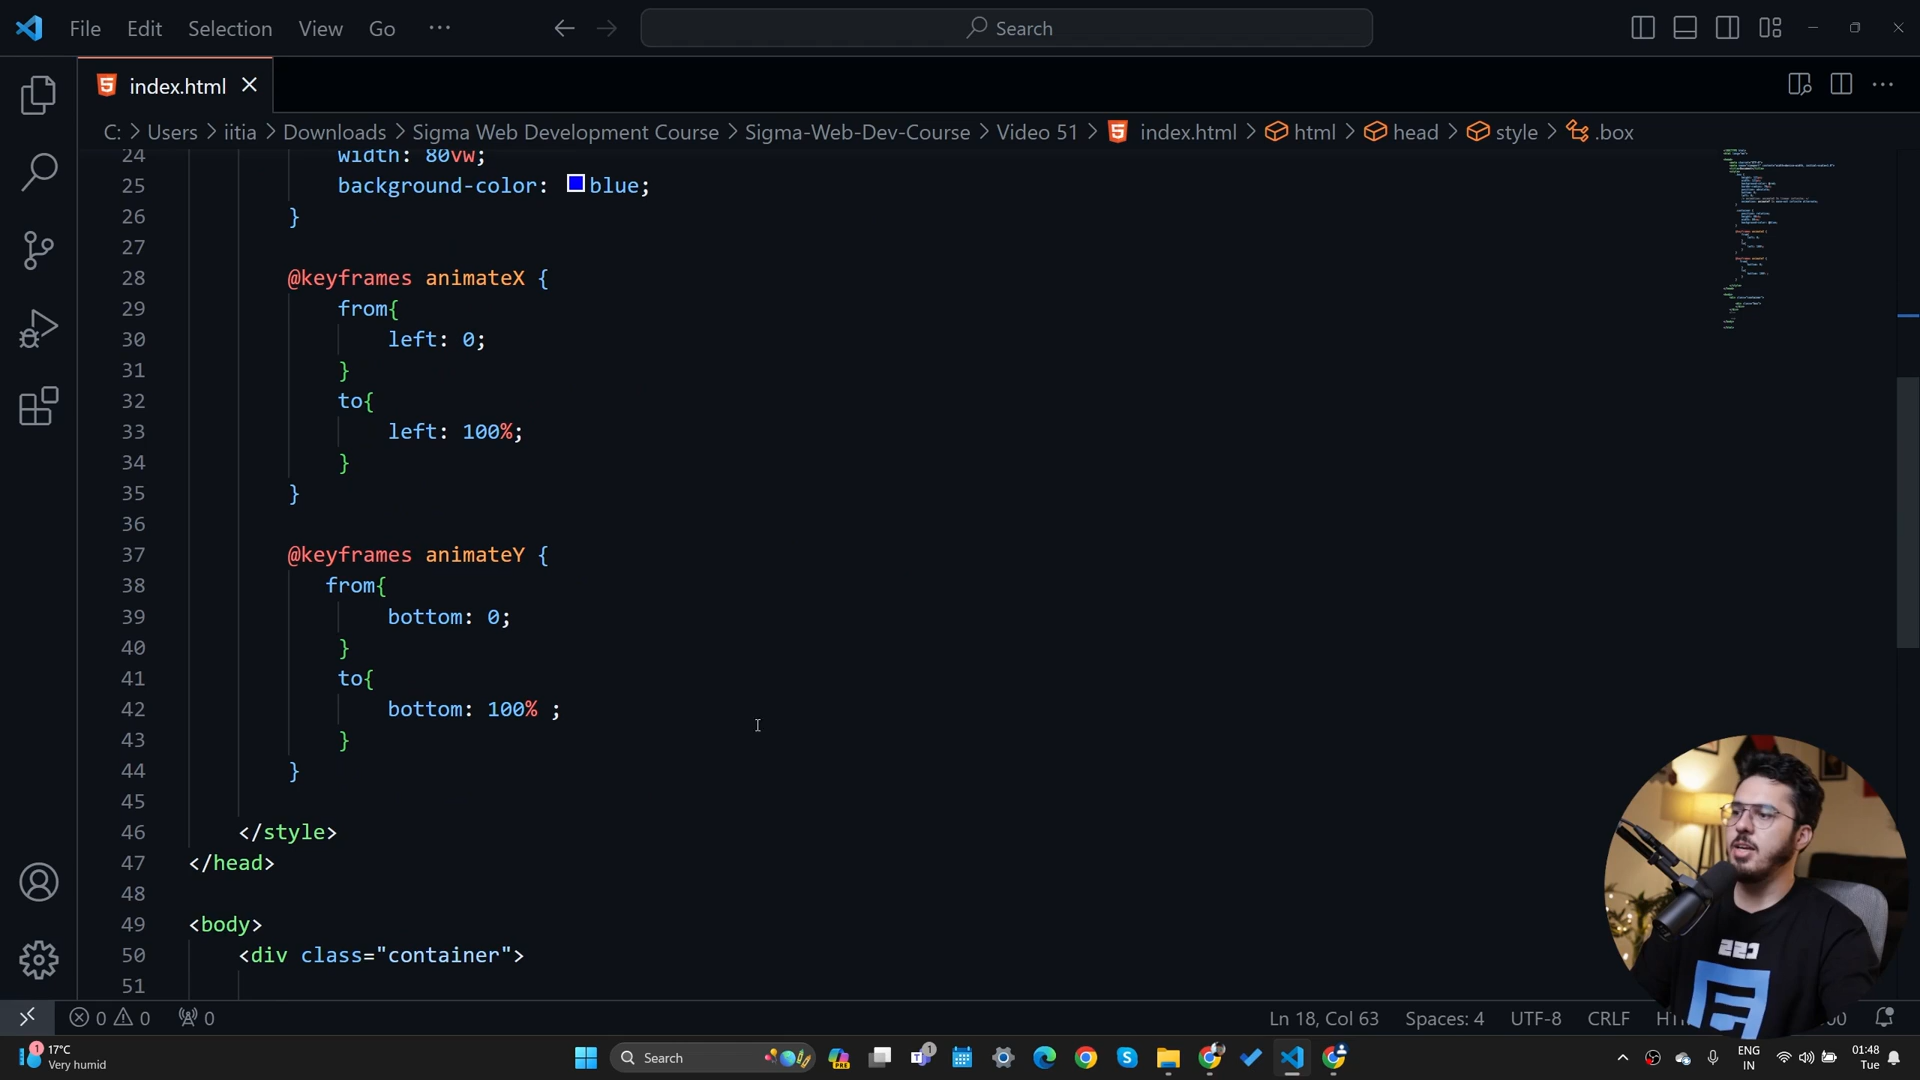 File Edit Selection View Go ··· Search
index.html
C: > Users > iitia > Downloads > Sigma Web Development Course > Sigma-Web-Dev-Course > Video 51 > index.html > html > head > style > .box
24 width: 80vw;
25 background-color: blue;
26 }
27
28 @keyframes animateX {
29 from{
30 left: 0;
31 }
32 to{
33 left: 100%;
34 }
35 }
36
37 @keyframes animateY {
38 from{
39 bottom: 0;
40 }
41 to{
42 bottom: 100% ;
43 }
44 }
45
46 </style>
47 </head>
48
49 <body>
50 <div class="container">
51
0 0 0 Ln 18, Col 63 Spaces: 4 UTF-8 CRLF
1 17°C Search PRE 1 ENG 01:48
Very humid IN Tue